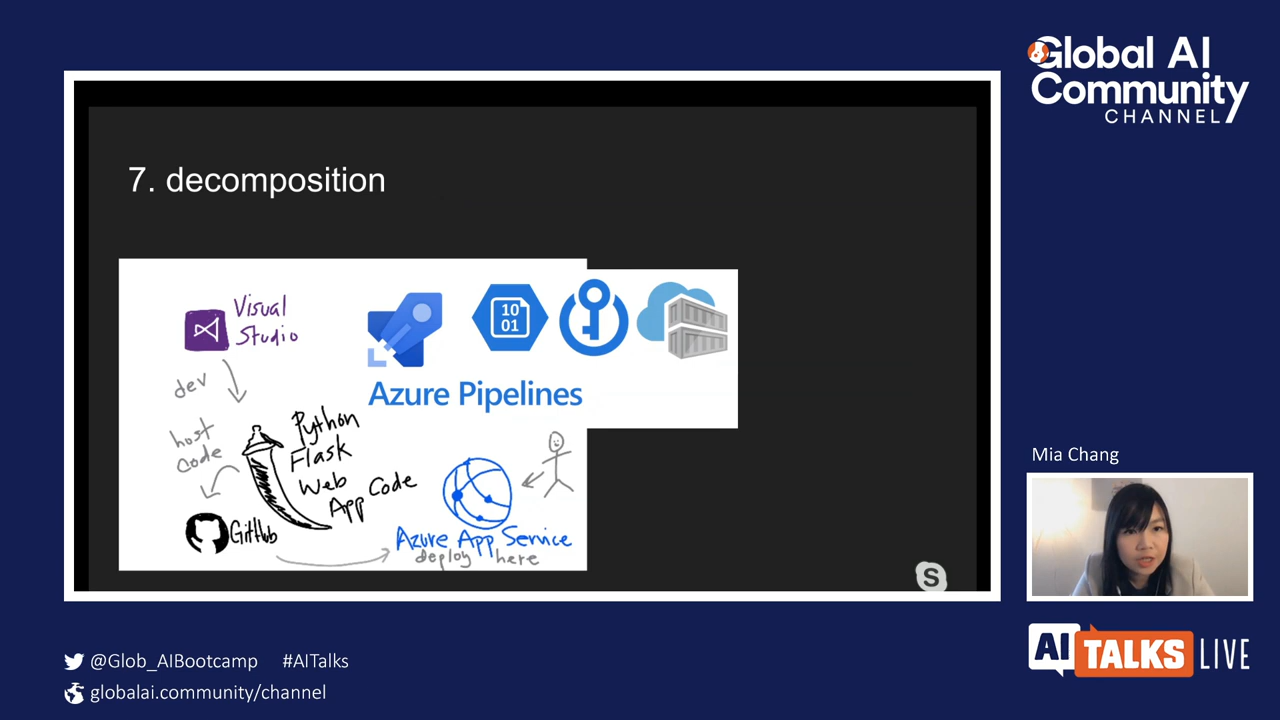 Global AI
Community
CHANNEL
7. decomposition
Visual
Studio
10
01
Azure Pipelines
dev
host
code
Python
Flask
Web
App Code
GitHub
Azure App Service
deploy here
S
Mia Chang
AI TALKS LIVE
@Glob_AIBootcamp #AITalks
globalai.community/channel